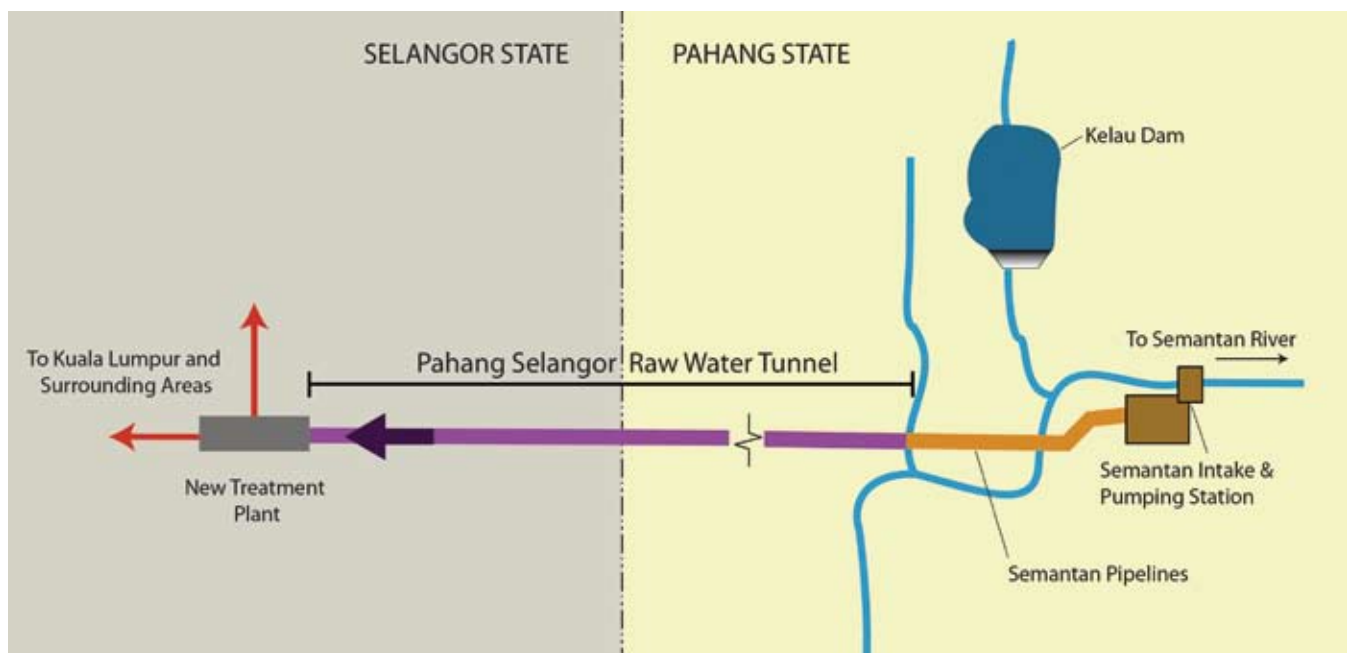 SELANGOR STATE
PAHANG STATE
Kelau Dam
To Semantan River
To Kuala Lumpur and
Surrounding Areas
Pahang Selangor Raw Water Tunnel
New Treatment
Plant
Semantan Intake &
Pumping Station
Semantan Pipelines